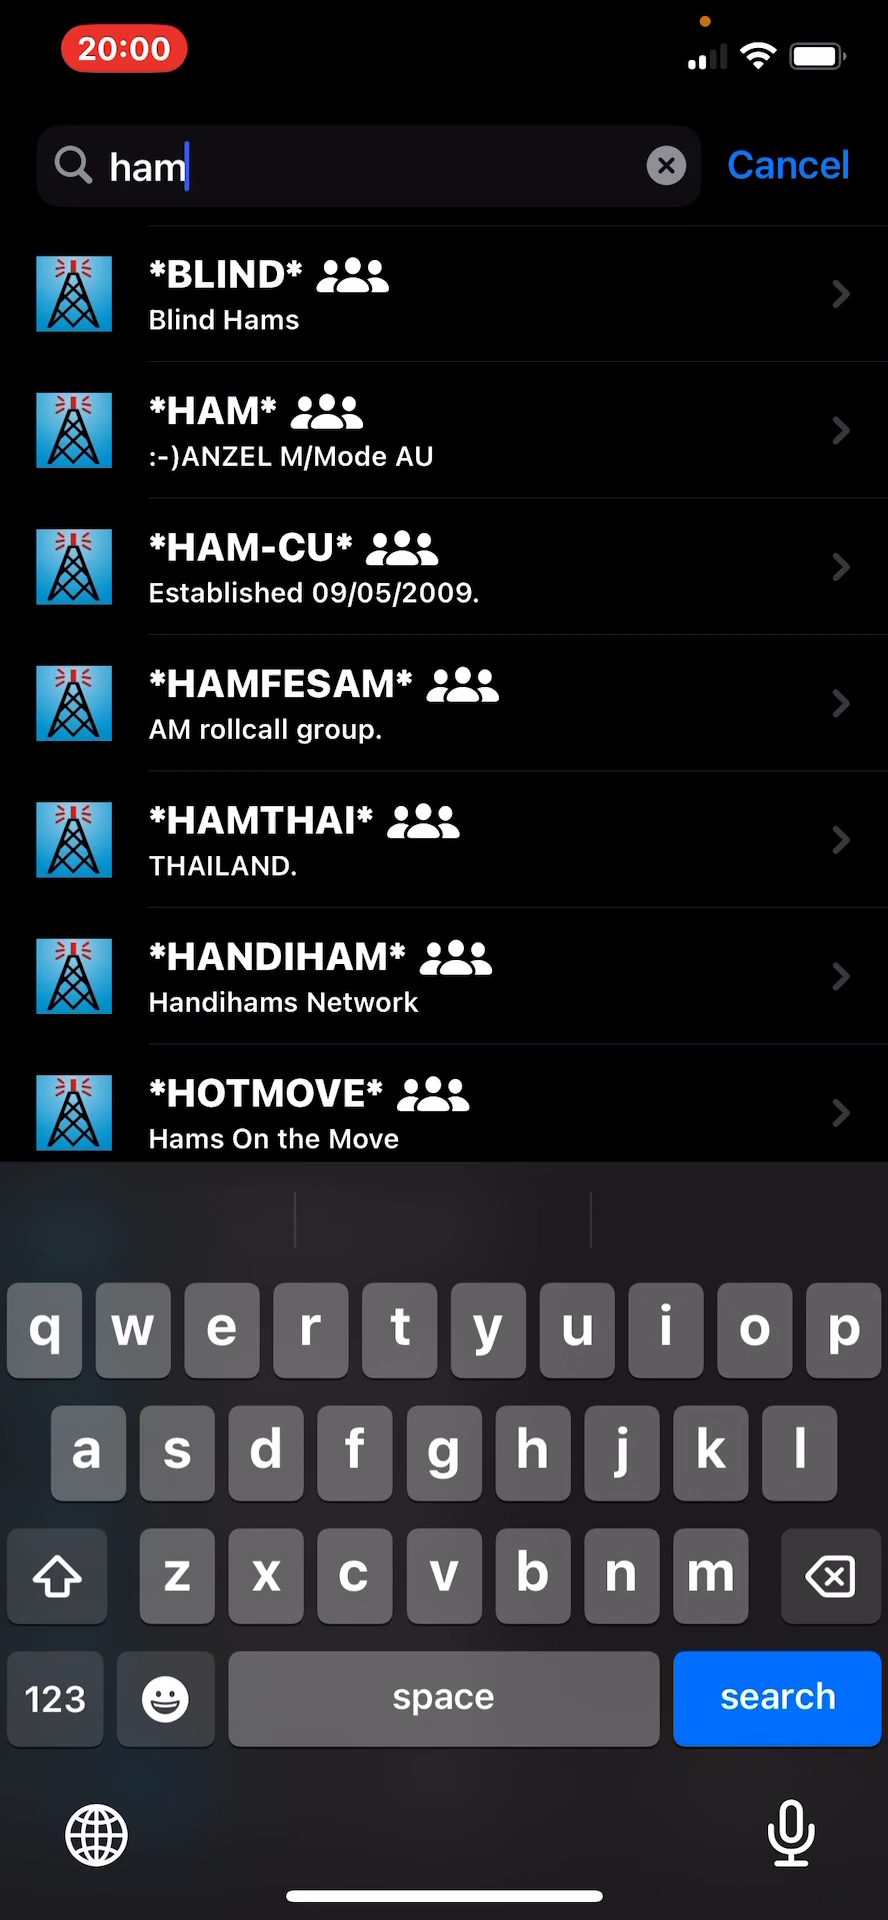 20:00
ham
Cancel
*BLIND*
Blind Hams
*HAM*
:-)ANZEL M/Mode AU
*HAM-CU*
Established 09/05/2009.
*HAMFESAM*
AM rollcall group.
*HAMTHAI*
THAILAND.
*HANDIHAM*
Handihams Network
*HOTMOVE*
Hams On the Move
q w e r t y u i o p
a s d f g h j k l
z x c v b n m
123 space search